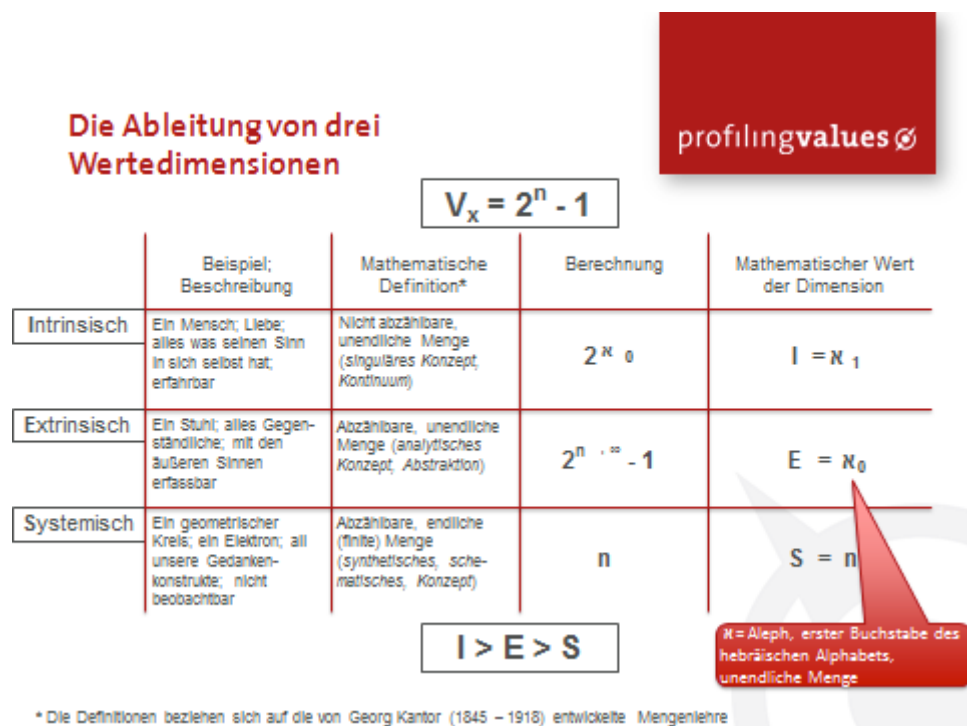 Die Ableitung von drei
Wertedimensionen
profilingvalues
Vₓ = 2ⁿ - 1
Beispiel;
Beschreibung
Mathematische
Definition*
Berechnung
Mathematischer Wert
der Dimension
Intrinsisch
Ein Mensch; Liebe;
alles was seinen Sinn
in sich selbst hat;
erfahrbar
Nicht abzählbare,
unendliche Menge
(singuläres Konzept,
Kontinuum)
2 ℵ 0
I = ℵ 1
Extrinsisch
Ein Stuhl; alles Gegen-
ständliche; mit den
äußeren Sinnen
erfassbar
Abzählbare, unendliche
Menge (analytisches
Konzept, Abstraktion)
2ⁿ , ∞ - 1
E = ℵ₀
Systemisch
Ein geometrischer
Kreis; ein Elektron; all
unsere Gedanken-
konstrukte; nicht
beobachtbar
Abzählbare, endliche
(finite) Menge
(synthetisches, sche-
matisches, Konzept)
n
S = n
I > E > S
ℵ = Aleph, erster Buchstabe des
hebräischen Alphabets,
unendliche Menge
* Die Definitionen beziehen sich auf die von Georg Kantor (1845 – 1918) entwickelte Mengenlehre